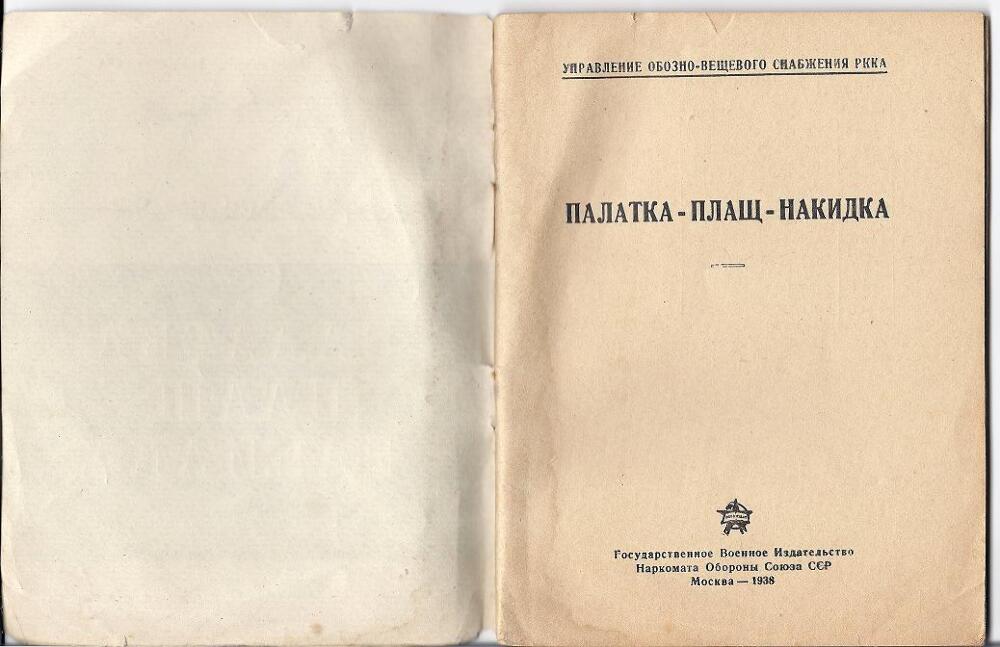 УПРАВЛЕНИЕ ОБОЗНО-ВЕЩЕВОГО СНАБЖЕНИЯ РККА
ПАЛАТКА-ПЛАЩ-НАКИДКА
Государственное Военное Издательство
Наркомата Обороны Союза ССР
Москва — 1938